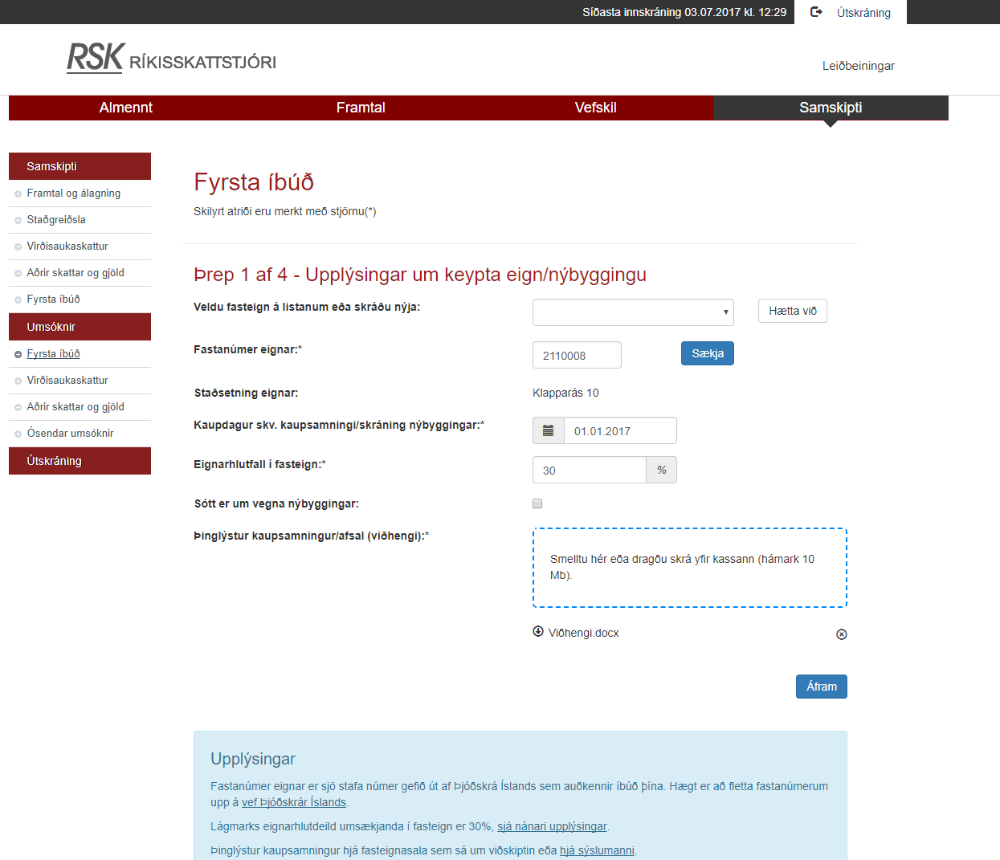 Síðasta innskráning 03.07.2017 kl. 12:29
Útskráning
RSK RÍKISSKATTSTJÓRI
Leiðbeiningar
Almennt
Framtal
Vefskil
Samskipti
Samskipti
Framtal og álagning
Staðgreiðsla
Virðisaukaskattur
Aðrir skattar og gjöld
Fyrsta íbúð
Umsóknir
Fyrsta íbúð
Virðisaukaskattur
Aðrir skattar og gjöld
Ósendar umsóknir
Útskráning
Fyrsta íbúð
Skilyrt atriði eru merkt með stjörnu(*)
Þrep 1 af 4 - Upplýsingar um keypta eign/nýbyggingu
Veldu fasteign á listanum eða skráðu nýja:
Hætta við
Fastanúmer eignar:*
2110008
Sækja
Staðsetning eignar:
Klapparás 10
Kaupdagur skv. kaupsamningi/skráning nýbyggingar:*
01.01.2017
Eignarhlutfall í fasteign:*
30
%
Sótt er um vegna nýbyggingar:
Þinglýstur kaupsamningur/afsal (viðhengi):*
Smelltu hér eða dragðu skrá yfir kassann (hámark 10
Mb).
Viðhengi.docx
Áfram
Upplýsingar
Fastanúmer eignar er sjö stafa númer gefið út af Þjóðskrá Íslands sem auðkennir íbúð þína. Hægt er að fletta fastanúmerum
upp á vef Þjóðskrár Íslands.
Lágmarks eignarhlutdeild umsækjanda í fasteign er 30%, sjá nánari upplýsingar.
Þinglýstur kaupsamningur hjá fasteignasala sem sá um viðskiptin eða hjá sýslumanni.